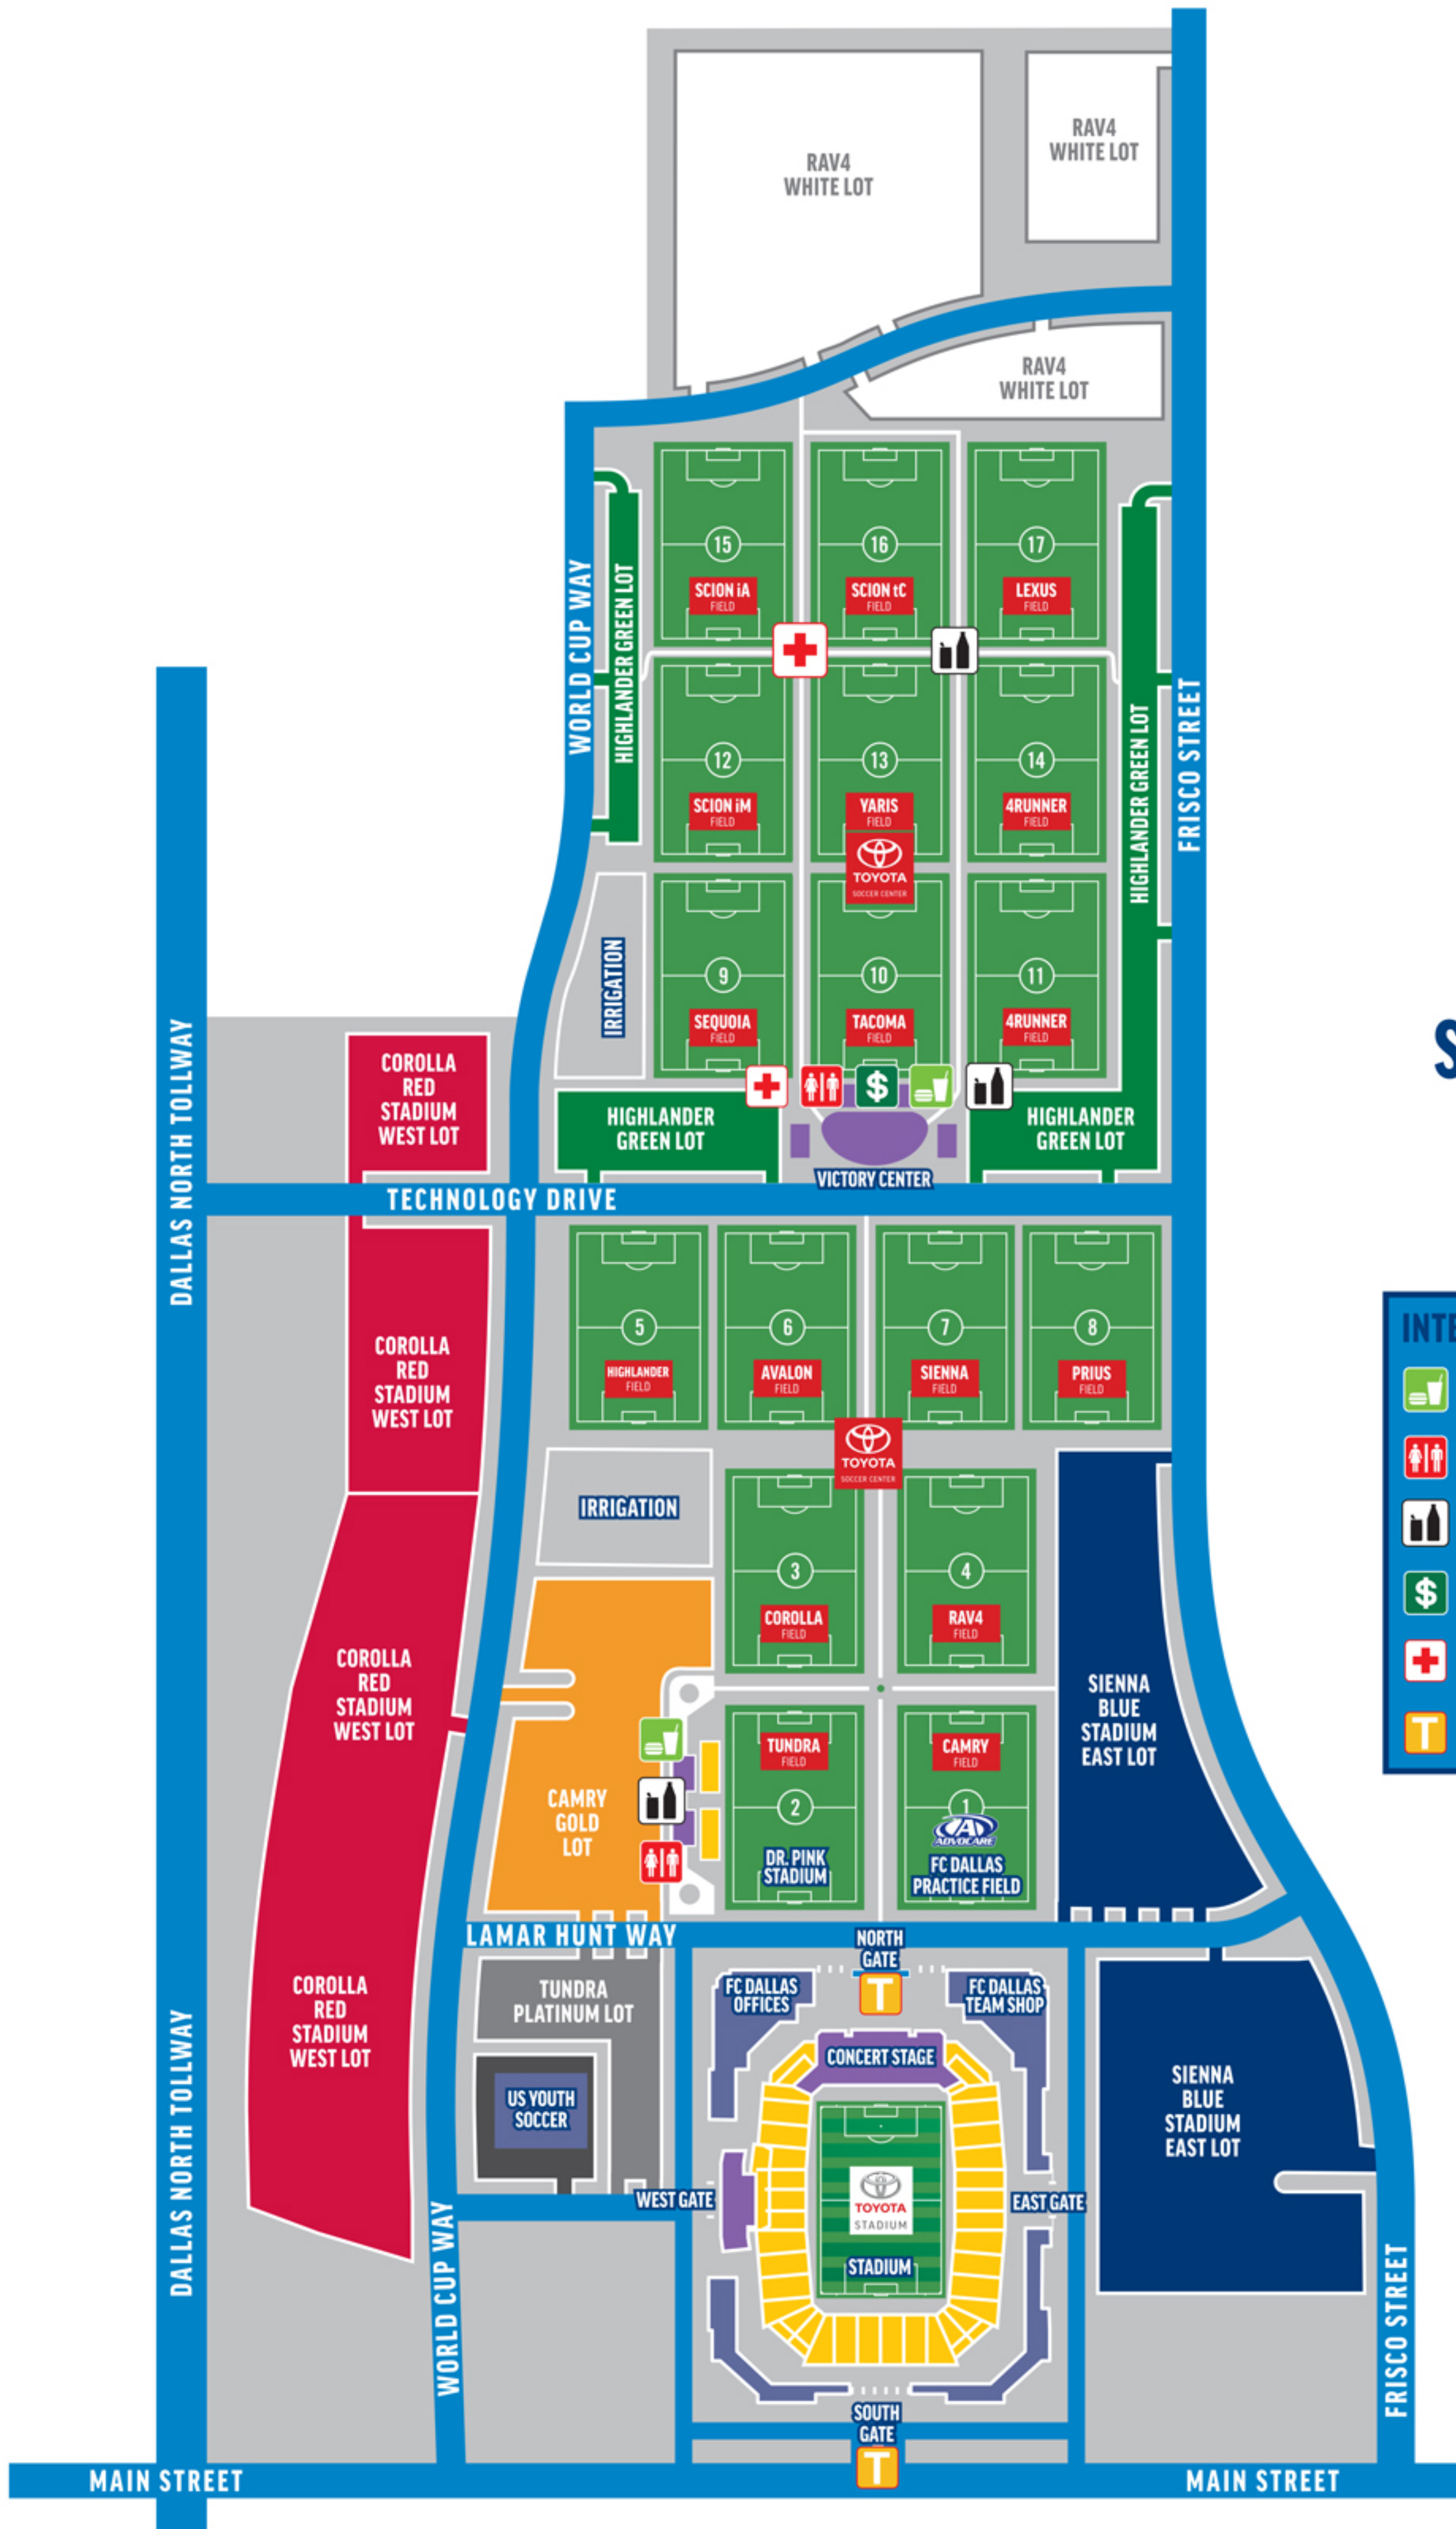 RAV4
WHITE LOT
RAV4
WHITE LOT
RAV4
WHITE LOT
15
SCION iA
FIELD
16
SCION tC
FIELD
17
LEXUS
FIELD
WORLD CUP WAY
HIGHLANDER GREEN LOT
12
SCION iM
FIELD
13
YARIS
FIELD
14
4RUNNER
FIELD
HIGHLANDER GREEN LOT
FRISCO STREET
TOYOTA
SOCCER CENTER
IRRIGATION
9
SEQUOIA
FIELD
10
TACOMA
FIELD
11
4RUNNER
FIELD
DALLAS NORTH TOLLWAY
COROLLA
RED
STADIUM
WEST LOT
S
$
HIGHLANDER
GREEN LOT
HIGHLANDER
GREEN LOT
VICTORY CENTER
TECHNOLOGY DRIVE
5
HIGHLANDER
FIELD
6
AVALON
FIELD
7
SIENNA
FIELD
8
PRIUS
FIELD
COROLLA
RED
STADIUM
WEST LOT
INTE
$
T
TOYOTA
SOCCER CENTER
IRRIGATION
3
COROLLA
FIELD
4
RAV4
FIELD
COROLLA
RED
STADIUM
WEST LOT
SIENNA
BLUE
STADIUM
EAST LOT
CAMRY
GOLD
LOT
TUNDRA
FIELD
2
DR. PINK
STADIUM
CAMRY
FIELD
1
A
ADVOCARE
FC DALLAS
PRACTICE FIELD
LAMAR HUNT WAY
NORTH
GATE
T
FC DALLAS
OFFICES
FC DALLAS
TEAM SHOP
TUNDRA
PLATINUM LOT
COROLLA
RED
STADIUM
WEST LOT
CONCERT STAGE
US YOUTH
SOCCER
SIENNA
BLUE
STADIUM
EAST LOT
DALLAS NORTH TOLLWAY
WEST GATE
EAST GATE
TOYOTA
STADIUM
STADIUM
WORLD CUP WAY
FRISCO STREET
SOUTH
GATE
T
MAIN STREET
MAIN STREET